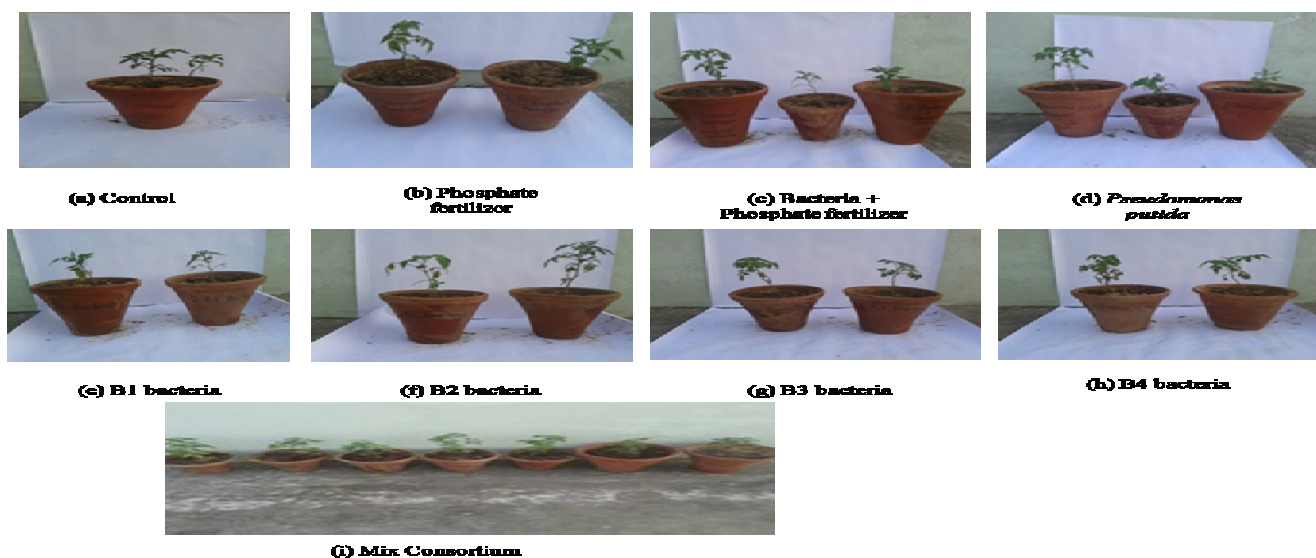 (a) Control
(b) Phosphate
fertilizer
(c) Bacteria +
Phosphate fertilizer
(d) Pseudomonas
putida
(e) B1 bacteria
(f) B2 bacteria
(g) B3 bacteria
(h) B4 bacteria
(i) Mix Consortium